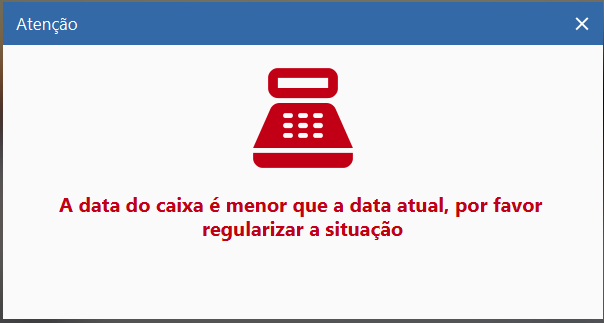 Atenção
A data do caixa é menor que a data atual, por favor
regularizar a situação